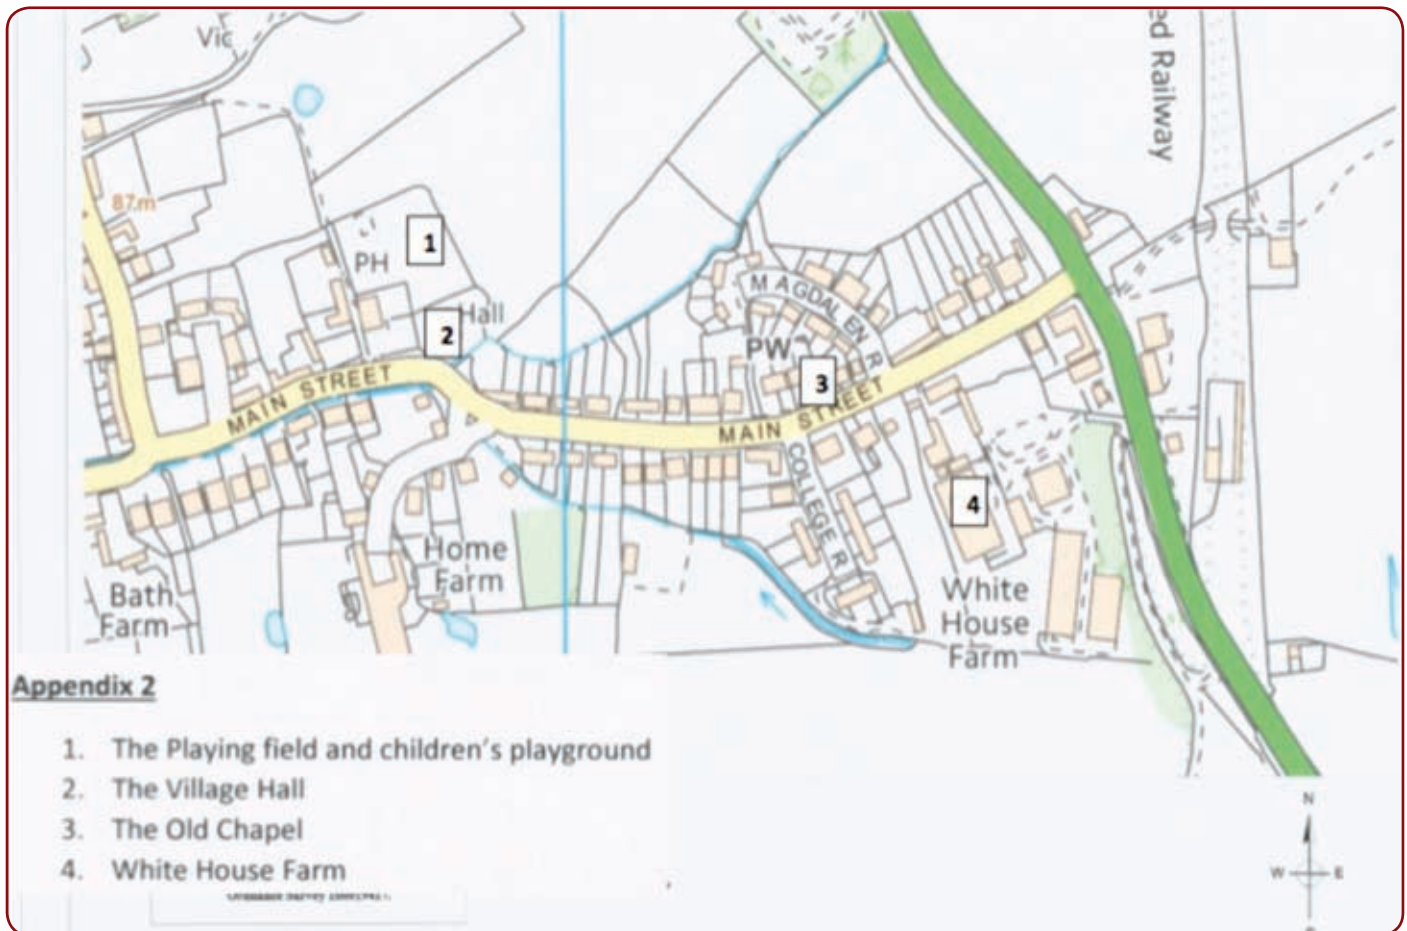 Vic
ed Railway
87.m
1
PH
Hall
2
MAGDALEN R
PW
3
MAIN STREET
MAIN STREET
COLLEGE R
4
Home
Farm
Bath
Farm
White
House
Farm
Appendix 2
1. The Playing field and children's playground
2. The Village Hall
3. The Old Chapel
4. White House Farm
N
W E